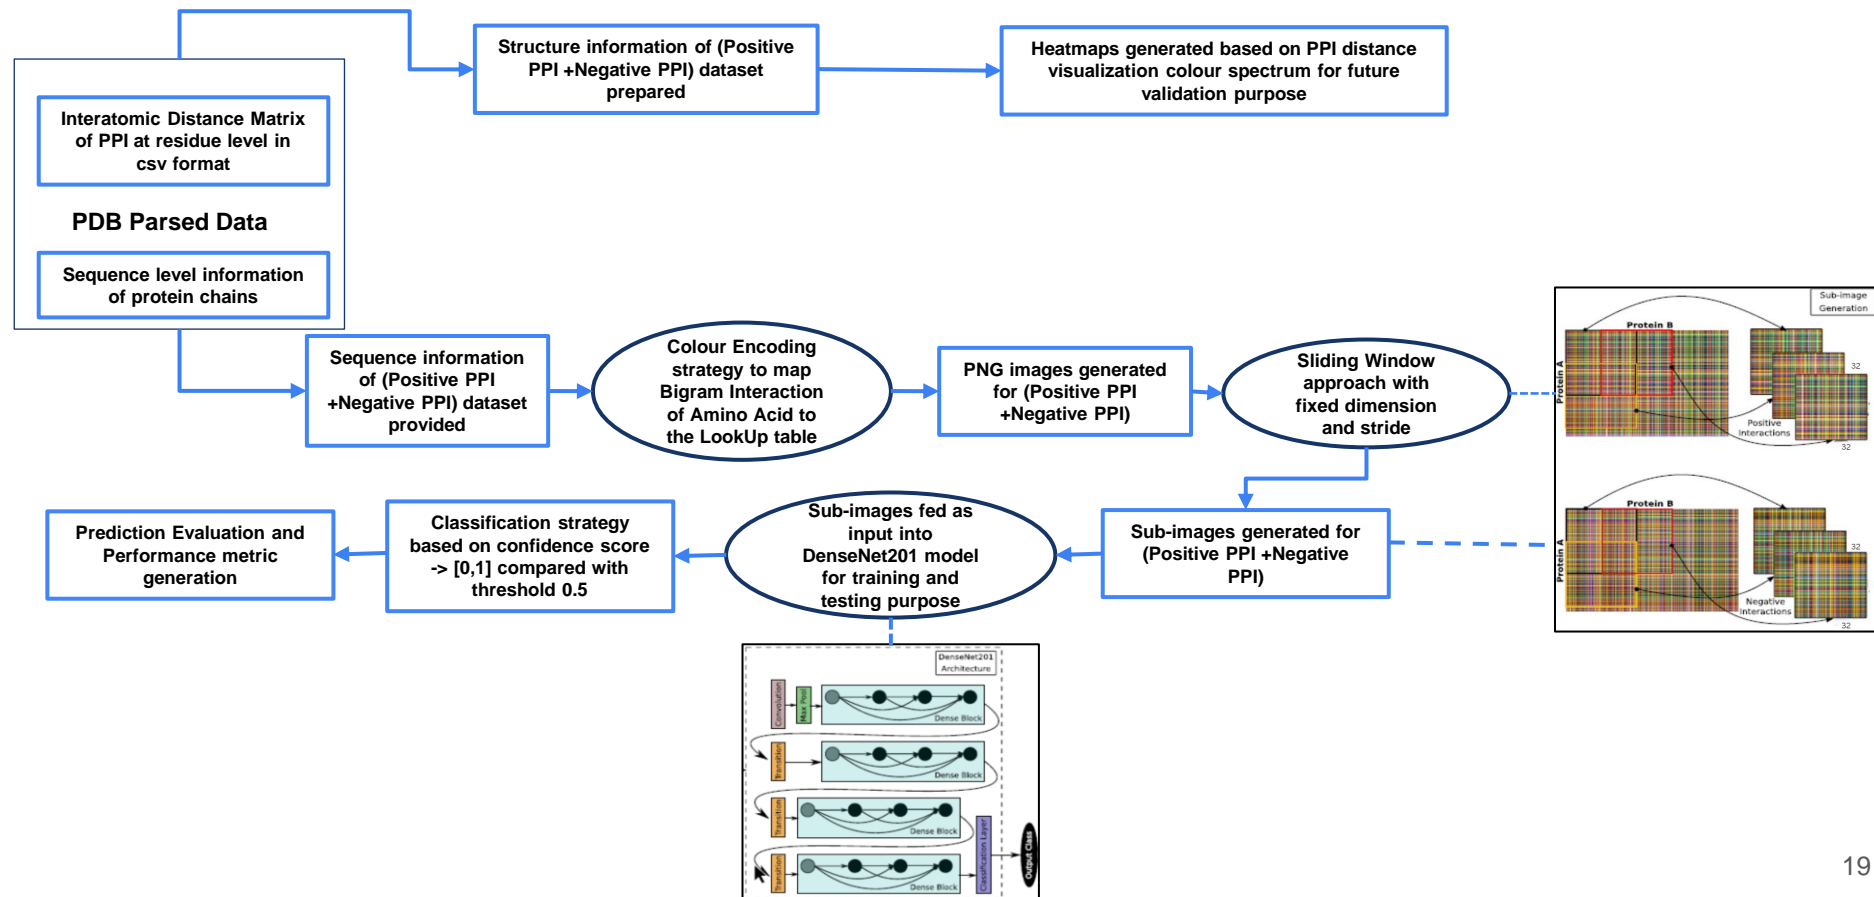 Structure information of (Positive
PPI +Negative PPI) dataset
prepared
Heatmaps generated based on PPI distance
visualization colour spectrum for future
validation purpose
Interatomic Distance Matrix
of PPI at residue level in
csv format
PDB Parsed Data
Sequence level information
of protein chains
Sequence information
of (Positive PPI
+Negative PPI) dataset
provided
Colour Encoding
strategy to map
Bigram Interaction
of Amino Acid to
the LookUp table
PNG images generated
for (Positive PPI
+Negative PPI)
Sliding Window
approach with
fixed dimension
and stride
Sub-image
Generation
Protein B
Protein A
32
Positive
Interactions
32
Protein B
Protein A
32
Negative
Interactions
32
Sub-images generated for
(Positive PPI +Negative
PPI)
Sub-images fed as
input into
DenseNet201 model
for training and
testing purpose
Classification strategy
based on confidence score
-> [0,1] compared with
threshold 0.5
Prediction Evaluation and
Performance metric
generation
DenseNet201
Architecture
Convolution
Max Pool
Dense Block
Transition
Dense Block
Transition
Dense Block
Transition
Dense Block
Classification Layer
Output Class
19